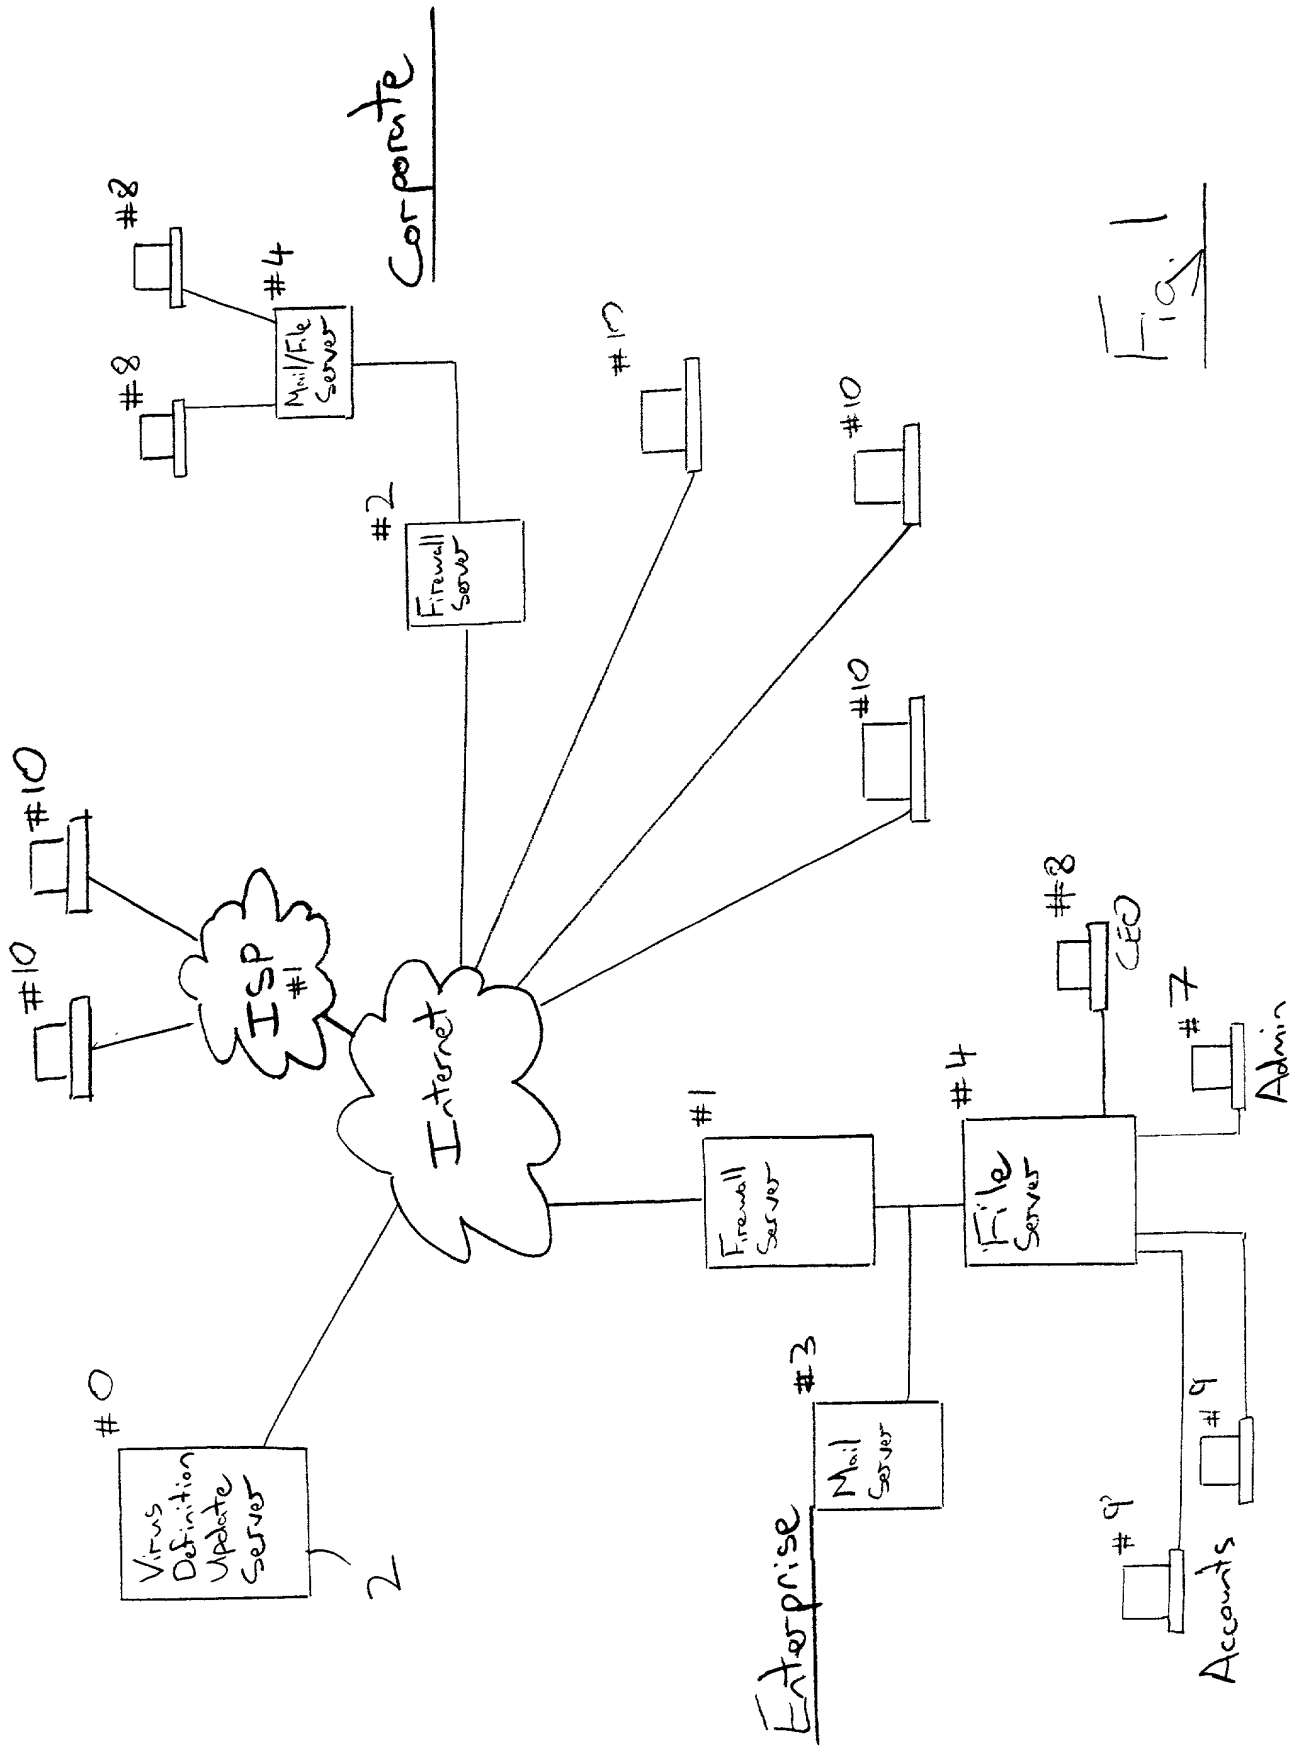 #10
#10
#0
#8
#8
Virus
Definition
Update
Server
2
ISP
#1
#4
Mail/File
Server
Corporate
#2
Firewall
Server
Internet
#10
#1
Firewall
Server
Enterprise
#3
Mail
Server
#10
#10
#4
File
Server
#8
CEO
#7
Admin
#9
#9
Accounts
Fig. 1